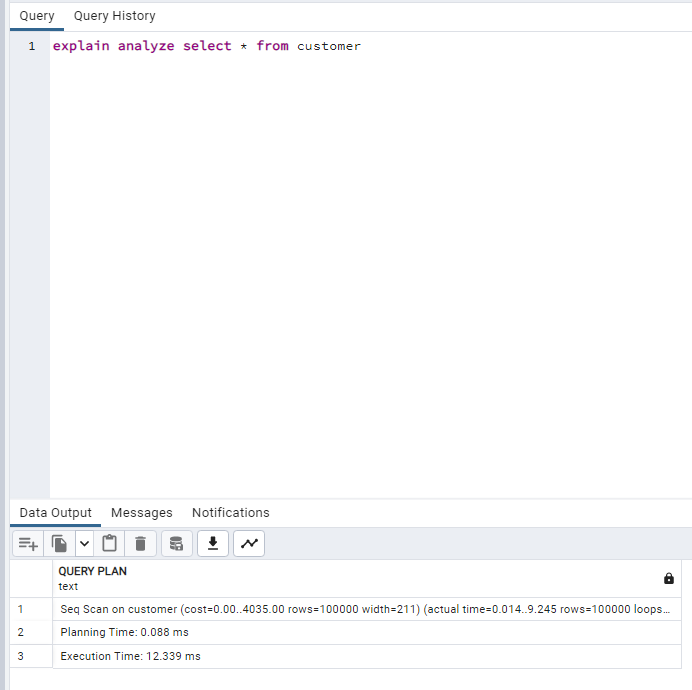 Query Query History
1 explain analyze select * from customer
Data Output Messages Notifications
QUERY PLAN
text
1 Seq Scan on customer (cost=0.00..4035.00 rows=100000 width=211) (actual time=0.014..9.245 rows=100000 loops...
2 Planning Time: 0.088 ms
3 Execution Time: 12.339 ms